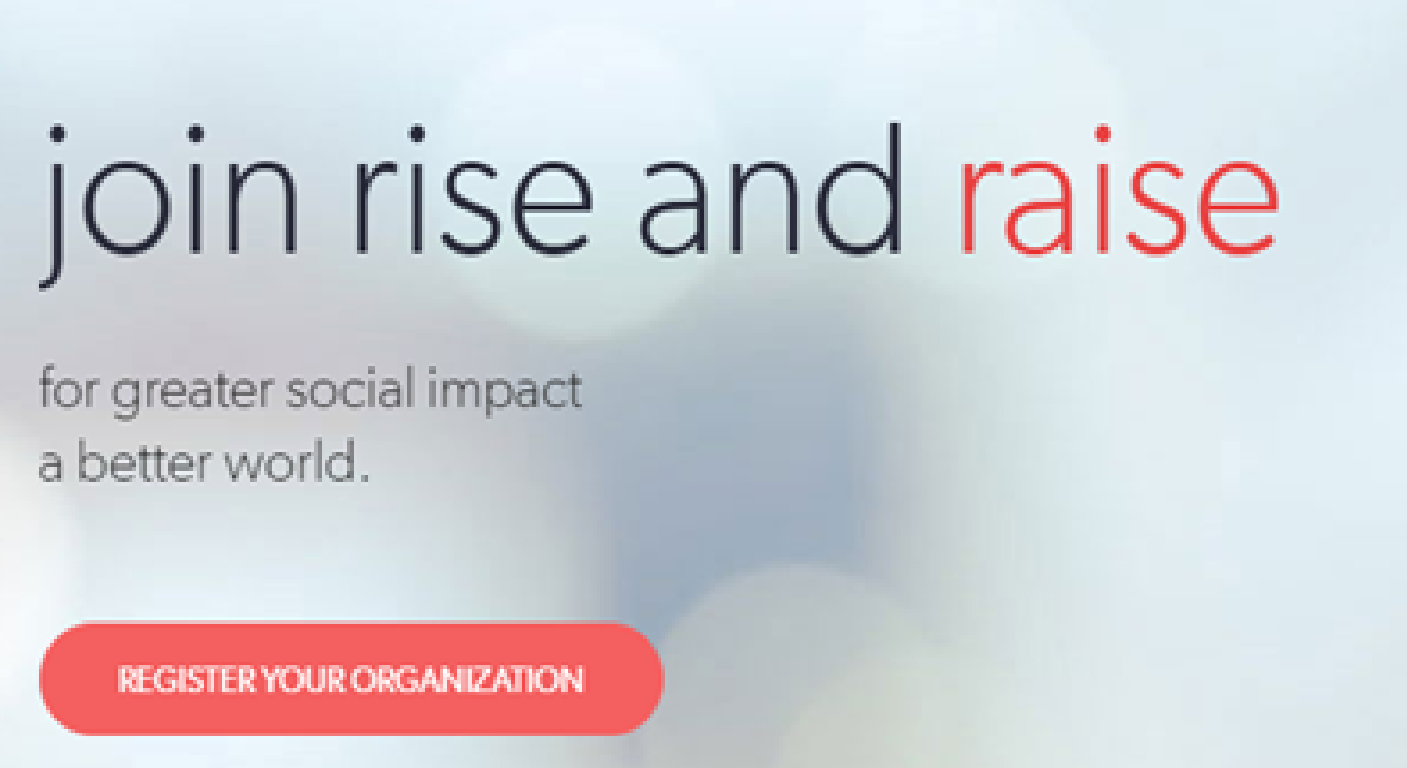 join rise and raise
for greater social impact
a better world.
REGISTER YOUR ORGANIZATION